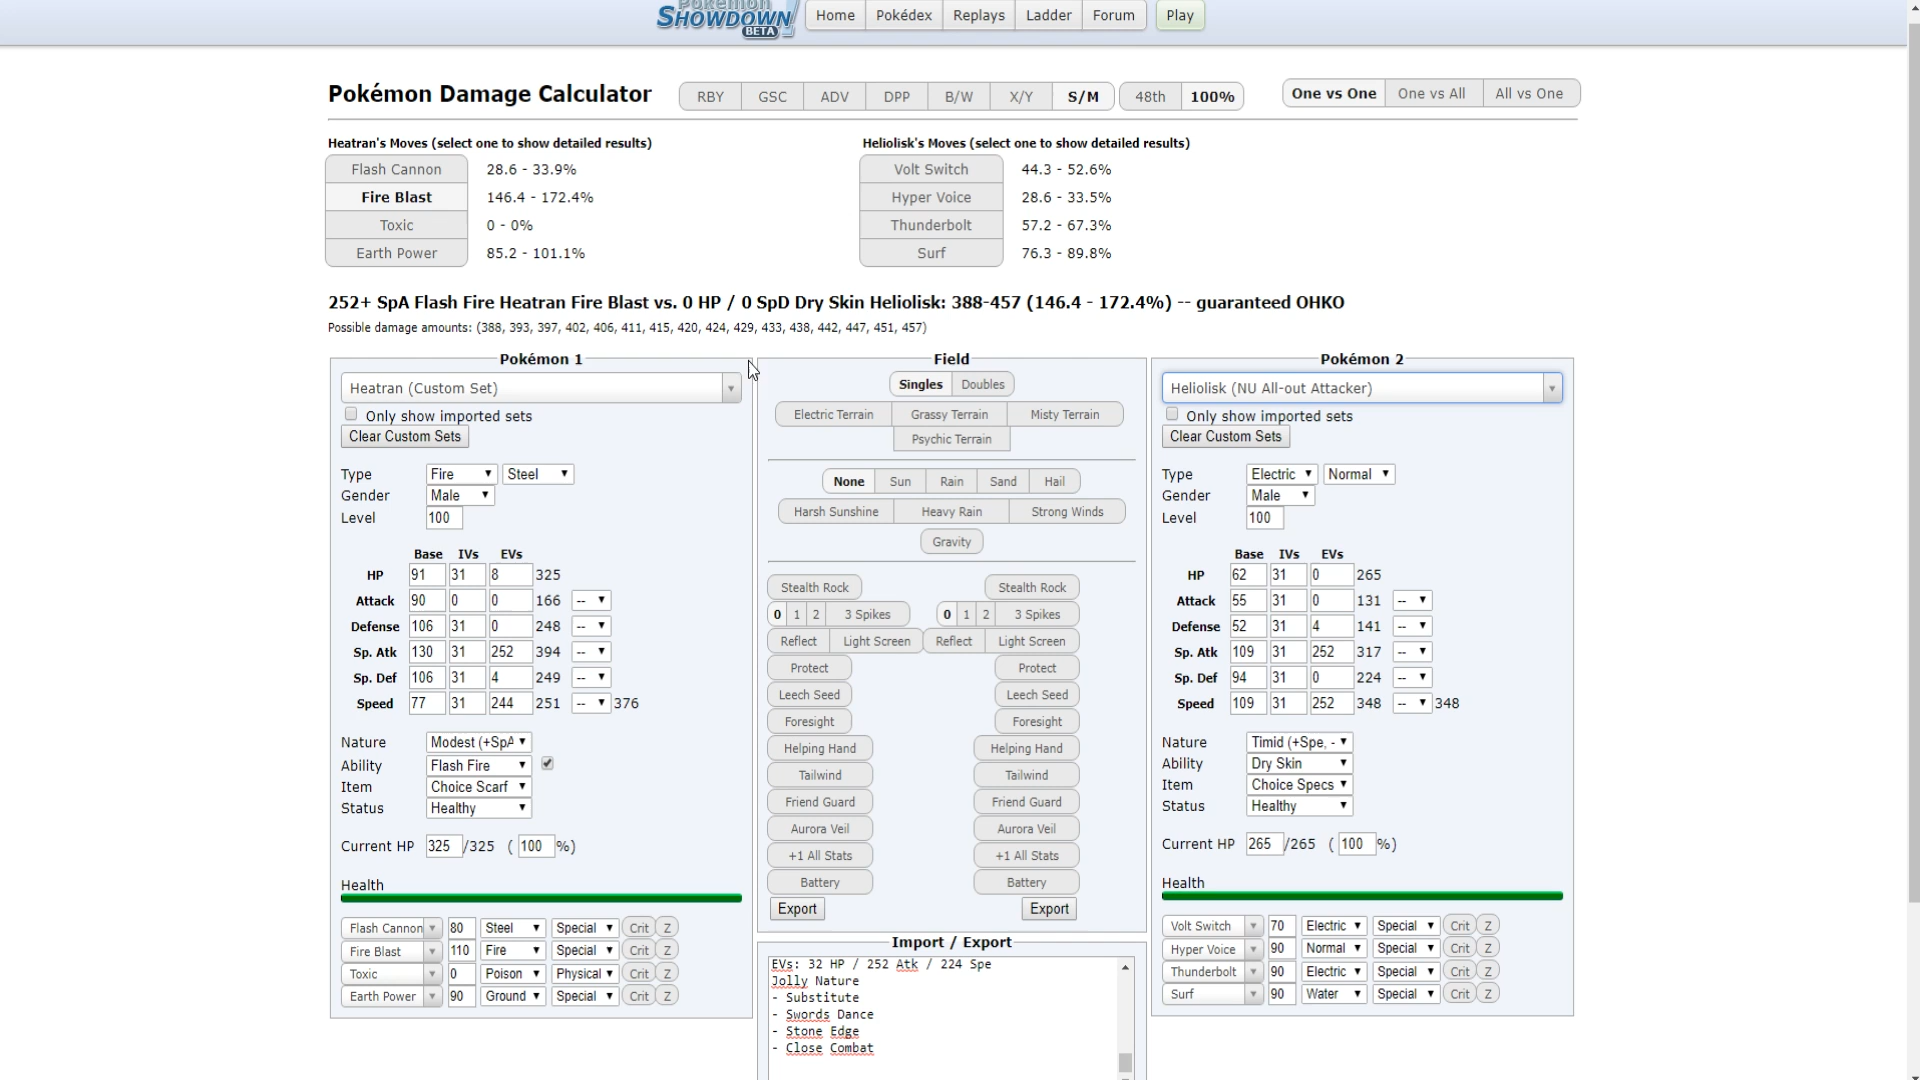 Pokémon
SHOWDOWN!
BETA
Home Pokédex Replays Ladder Forum Play
Pokémon Damage Calculator RBY GSC ADV DPP B/W X/Y S/M 48th 100% One vs One One vs All All vs One
Heatran's Moves (select one to show detailed results) Heliolisk's Moves (select one to show detailed results)
Flash Cannon 28.6 - 33.9% Volt Switch 44.3 - 52.6%
Fire Blast 146.4 - 172.4% Hyper Voice 28.6 - 33.5%
Toxic 0 - 0% Thunderbolt 57.2 - 67.3%
Earth Power 85.2 - 101.1% Surf 76.3 - 89.8%
252+ SpA Flash Fire Heatran Fire Blast vs. 0 HP / 0 SpD Dry Skin Heliolisk: 388-457 (146.4 - 172.4%) -- guaranteed OHKO
Possible damage amounts: (388, 393, 397, 402, 406, 411, 415, 420, 424, 429, 433, 438, 442, 447, 451, 457)
Pokémon 1
Heatran (Custom Set)
Only show imported sets
Clear Custom Sets
Type Fire Steel
Gender Male
Level 100
Base IVs EVs
HP 91 31 8 325
Attack 90 0 0 166 --
Defense 106 31 0 248 --
Sp. Atk 130 31 252 394 --
Sp. Def 106 31 4 249 --
Speed 77 31 244 251 -- 376
Nature Modest (+SpA
Ability Flash Fire
Item Choice Scarf
Status Healthy
Current HP 325 /325 ( 100 %)
Health
Flash Cannon 80 Steel Special Crit Z
Fire Blast 110 Fire Special Crit Z
Toxic 0 Poison Physical Crit Z
Earth Power 90 Ground Special Crit Z
Field
Singles Doubles
Electric Terrain Grassy Terrain Misty Terrain
Psychic Terrain
None Sun Rain Sand Hail
Harsh Sunshine Heavy Rain Strong Winds
Gravity
Stealth Rock Stealth Rock
0 1 2 3 Spikes 0 1 2 3 Spikes
Reflect Light Screen Reflect Light Screen
Protect Protect
Leech Seed Leech Seed
Foresight Foresight
Helping Hand Helping Hand
Tailwind Tailwind
Friend Guard Friend Guard
Aurora Veil Aurora Veil
+1 All Stats +1 All Stats
Battery Battery
Export Export
Import / Export
EVs: 32 HP / 252 Atk / 224 Spe
Jolly Nature
- Substitute
- Swords Dance
- Stone Edge
- Close Combat
Pokémon 2
Heliolisk (NU All-out Attacker)
Only show imported sets
Clear Custom Sets
Type Electric Normal
Gender Male
Level 100
Base IVs EVs
HP 62 31 0 265
Attack 55 31 0 131 --
Defense 52 31 4 141 --
Sp. Atk 109 31 252 317 --
Sp. Def 94 31 0 224 --
Speed 109 31 252 348 -- 348
Nature Timid (+Spe, -
Ability Dry Skin
Item Choice Specs
Status Healthy
Current HP 265 /265 ( 100 %)
Health
Volt Switch 70 Electric Special Crit Z
Hyper Voice 90 Normal Special Crit Z
Thunderbolt 90 Electric Special Crit Z
Surf 90 Water Special Crit Z